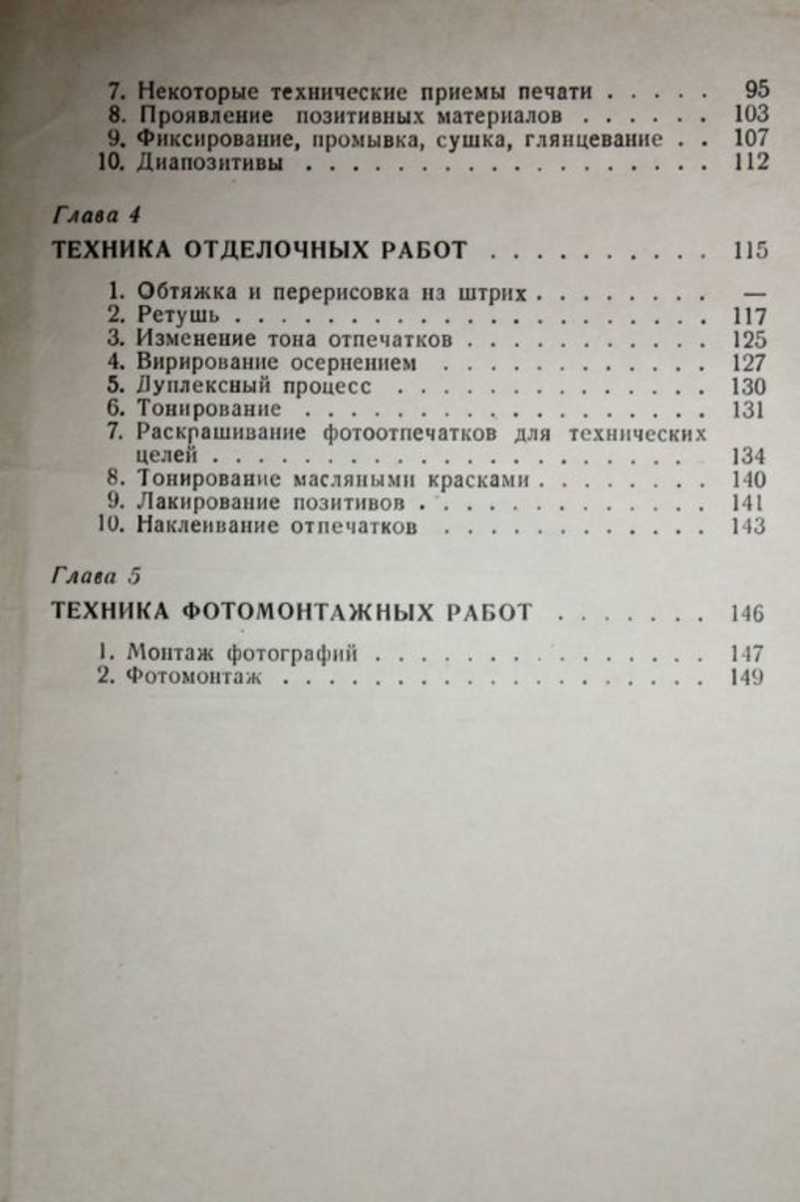 7. Некоторые технические приемы печати . . . . . 95
8. Проявление позитивных материалов . . . . . . 103
9. Фиксирование, промывка, сушка, глянцевание . . 107
10. Диапозитивы . . . . . . . . . . . . . . . . . . 112
Глава 4
ТЕХНИКА ОТДЕЛОЧНЫХ РАБОТ . . . . . . . . . . 115
1. Обтяжка и перерисовка на штрих . . . . . . . . —
2. Ретушь . . . . . . . . . . . . . . . . . . . . . 117
3. Изменение тона отпечатков . . . . . . . . . . . 125
4. Вирирование осернением . . . . . . . . . . . . 127
5. Дуплексный процесс . . . . . . . . . . . . . . 130
6. Тонирование . . . . . . . . . . . . . . . . . . 131
7. Раскрашивание фотоотпечатков для технических
целей . . . . . . . . . . . . . . . . . . . . . 134
8. Тонирование масляными красками . . . . . . . . 140
9. Лакирование позитивов . . . . . . . . . . . . . 141
10. Наклеивание отпечатков . . . . . . . . . . . . 143
Глава 5
ТЕХНИКА ФОТОМОНТАЖНЫХ РАБОТ . . . . . . . 146
1. Монтаж фотографий . . . . . . . . . . . . . . . 147
2. Фотомонтаж . . . . . . . . . . . . . . . . . . . 149